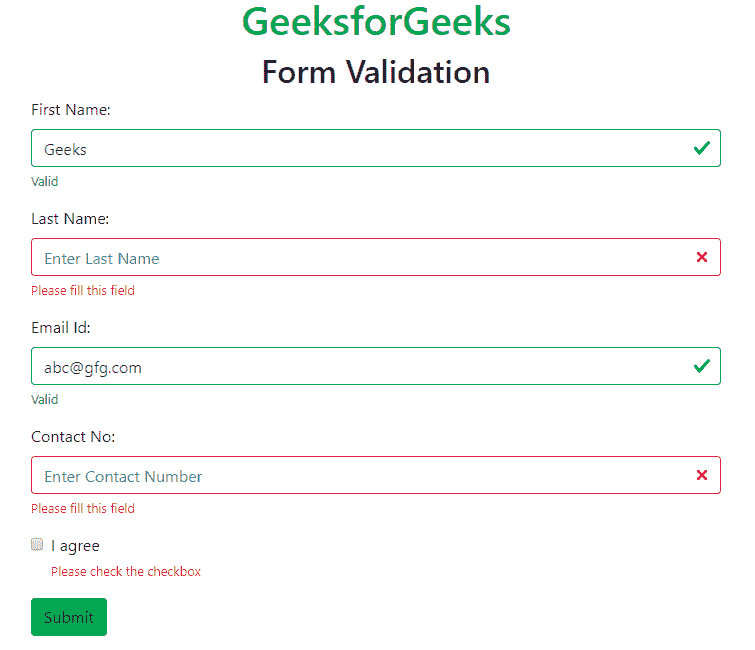 GeeksforGeeks
Form Validation
First Name:
Geeks
Valid
Last Name:
Enter Last Name
Please fill this field
Email Id:
abc@gfg.com
Valid
Contact No:
Enter Contact Number
Please fill this field
I agree
Please check the checkbox
Submit